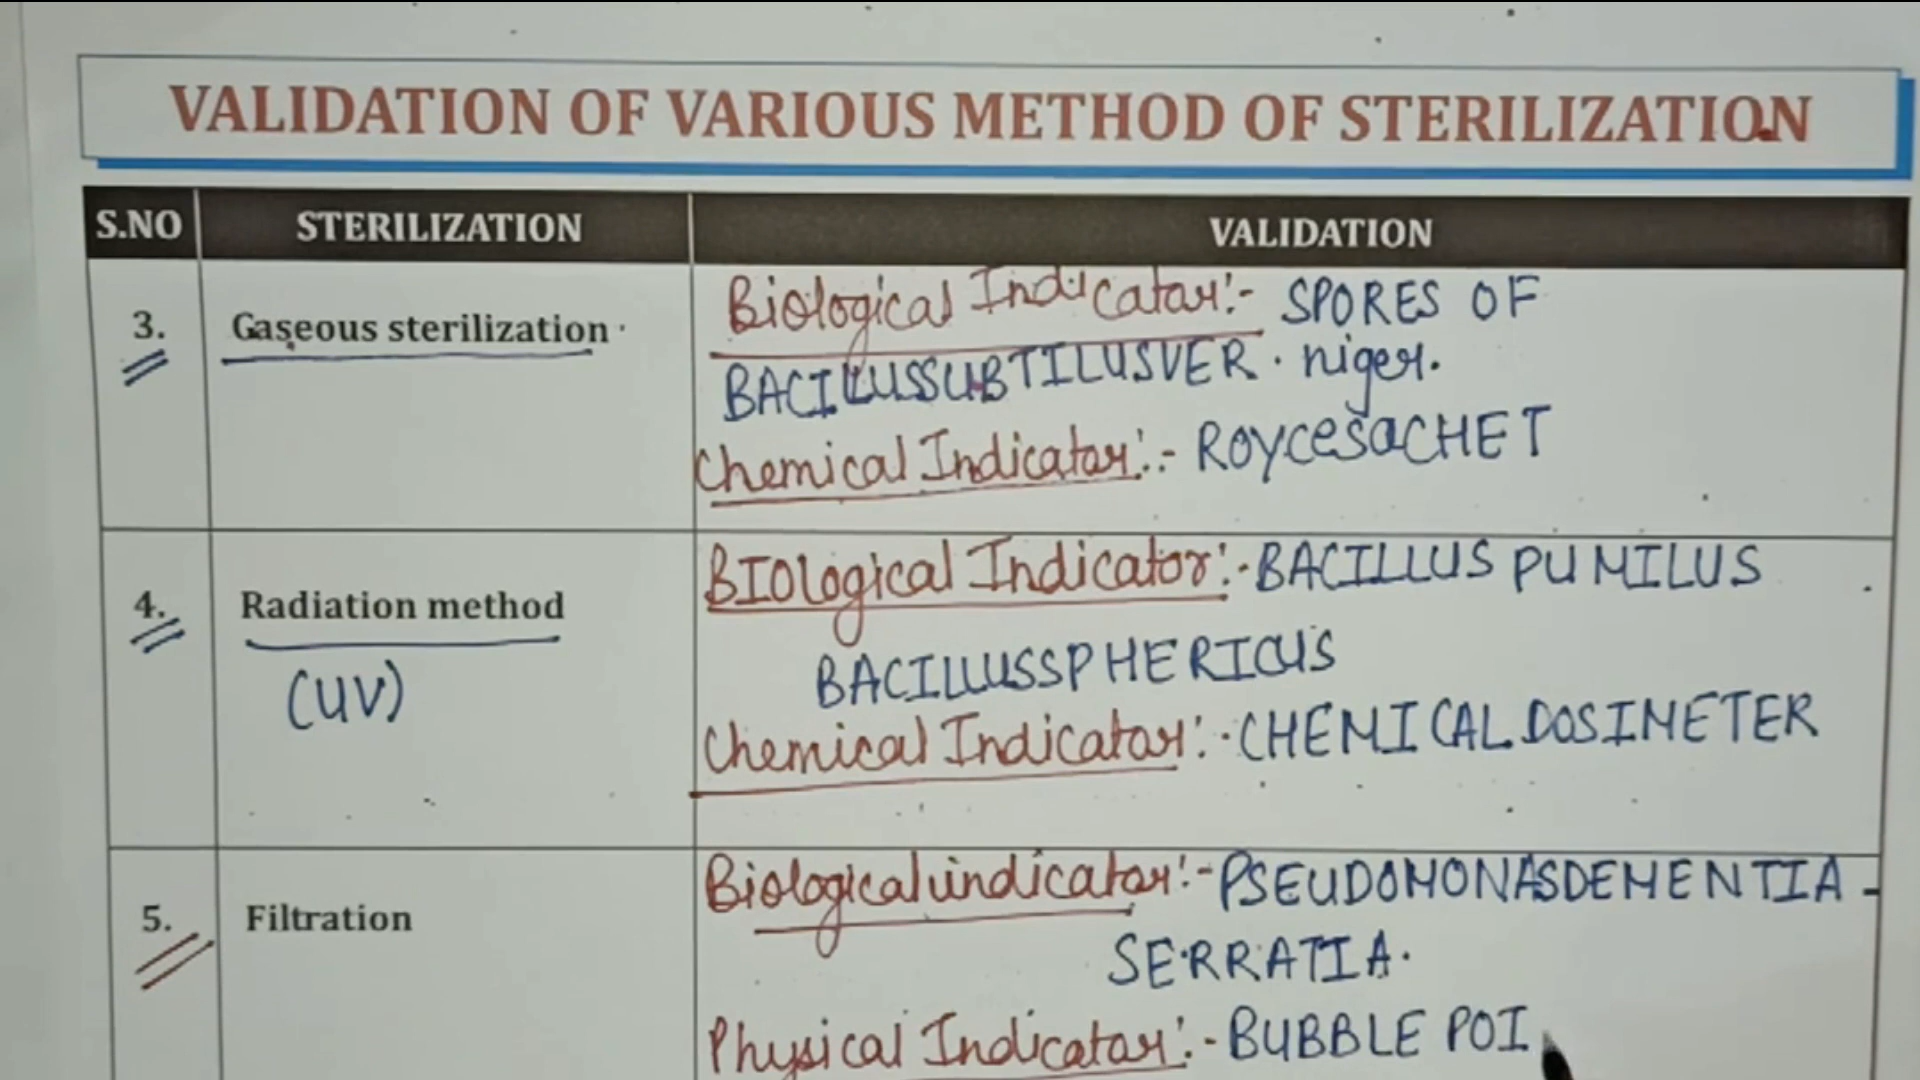 VALIDATION OF VARIOUS METHOD OF STERILIZATION
S.NO STERILIZATION VALIDATION
3. Gaseous sterilization Biological Indicator:- SPORES OF
BACILLUSSUBTILUSVER. niger.
Chemical Indicator:- ROYCESACHET
4. Radiation method BIOlogical Indicator:- BACILLUS PUMILUS
(UV) BACILLUSSPHERICUS
Chemical Indicator:- CHEMICAL DOSIMETER
5. Filtration Biological indicator:- PSEUDOMONASDEMENTIA-
SERRATIA.
Physical Indicator:- BUBBLE POI